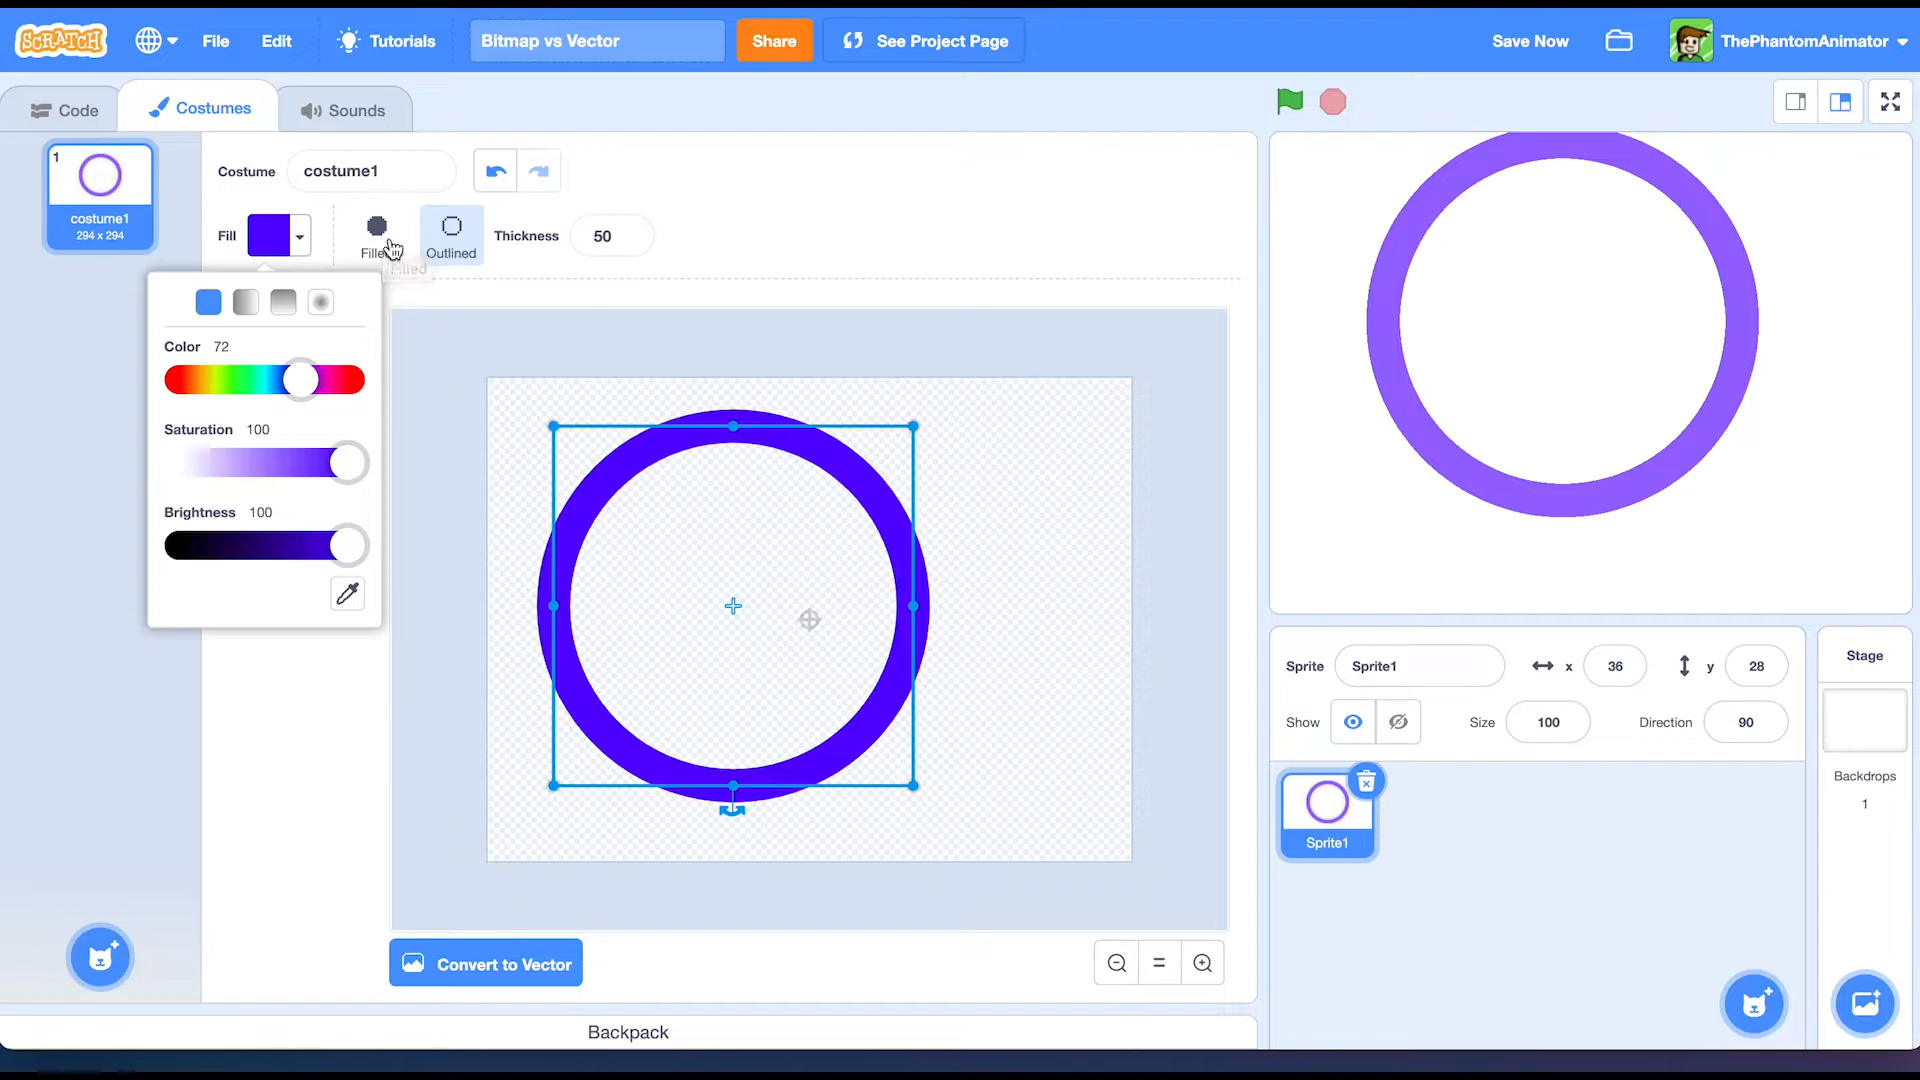 SCRATCH File Edit Tutorials Bitmap vs Vector Share See Project Page Save Now ThePhantomAnimator
Code Costumes Sounds
1
costume1
294 x 294
Costume costume1
Fill Filled Outlined Thickness 50
Filled
Color 72
Saturation 100
Brightness 100
Convert to Vector
Backpack
Sprite Sprite1 x 36 y 28
Show Size 100 Direction 90
Sprite1
Stage
Backdrops
1